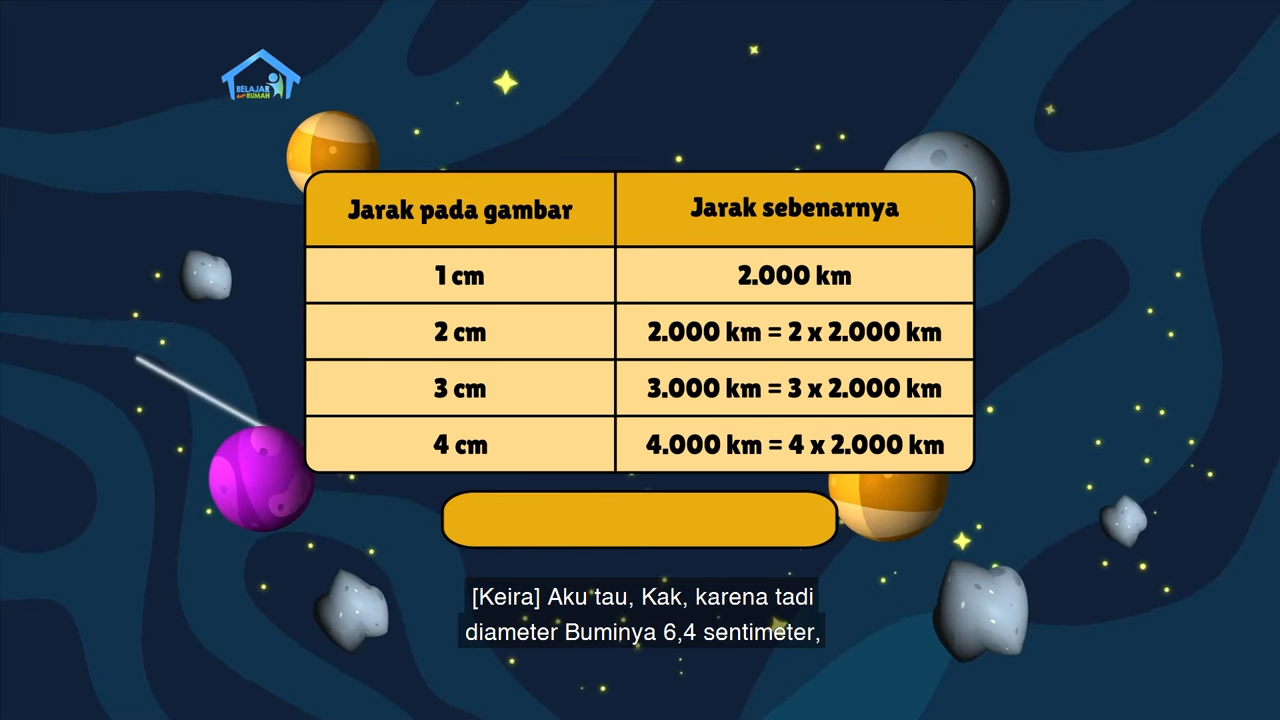 BELAJAR
dari RUMAH
Jarak pada gambar
Jarak sebenarnya
1 cm
2.000 km
2 cm
2.000 km = 2 x 2.000 km
3 cm
3.000 km = 3 x 2.000 km
4 cm
4.000 km = 4 x 2.000 km
[Keira] Aku tau, Kak, karena tadi
diameter Buminya 6,4 sentimeter,